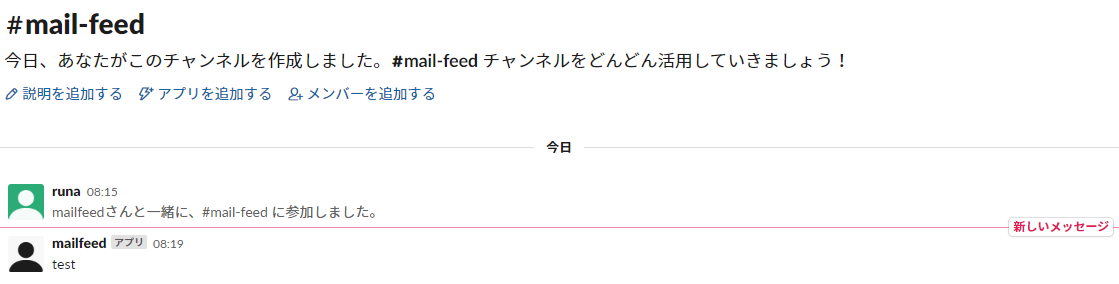 #mail-feed
今日、あなたがこのチャンネルを作成しました。#mail-feed チャンネルをどんどん活用していきましょう！
説明を追加する アプリを追加する メンバーを追加する
今日
runa 08:15
mailfeedさんと一緒に、#mail-feed に参加しました。
新しいメッセージ
mailfeed アプリ 08:19
test